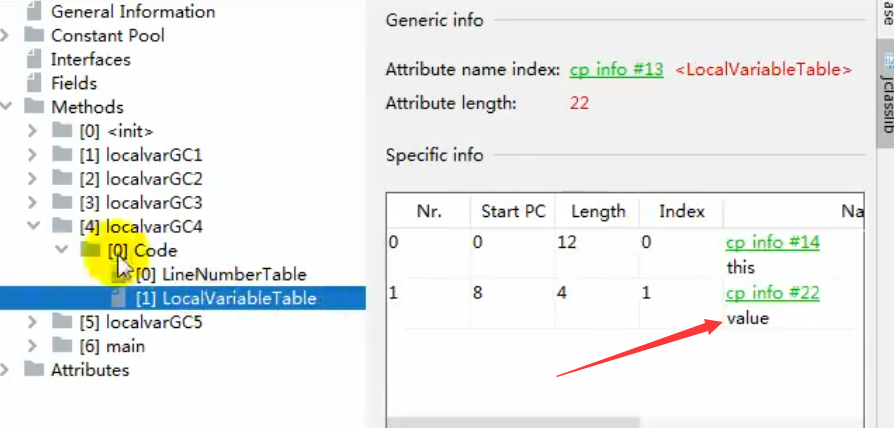 General Information
Constant Pool
Interfaces
Fields
Methods
[0] <init>
[1] localvarGC1
[2] localvarGC2
[3] localvarGC3
[4] localvarGC4
[0] Code
[0] LineNumberTable
[1] LocalVariableTable
[5] localvarGC5
[6] main
Attributes
Generic info
Attribute name index: cp info #13 <LocalVariableTable>
Attribute length: 22
Specific info
Nr. Start PC Length Index Na
0 0 12 0 cp info #14
this
1 8 4 1 cp info #22
value
ase
jclasslib